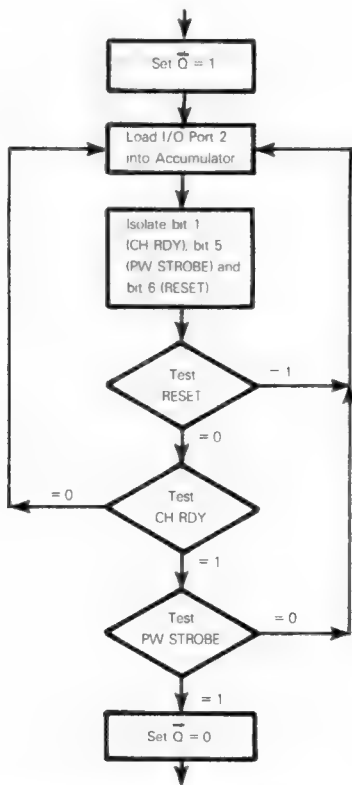 Set Q̅ = 1
Load I/O Port 2
into Accumulator
Isolate bit 1
(CH RDY), bit 5
(PW STROBE) and
bit 6 (RESET)
Test
RESET
= 1
= 0
Test
CH RDY
= 0
= 1
Test
PW STROBE
= 0
= 1
Set Q̅ = 0